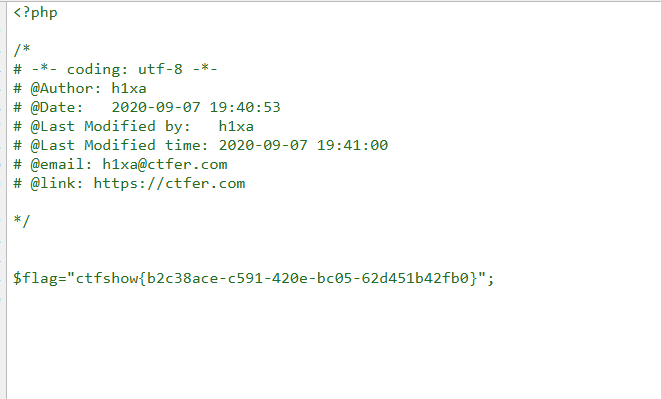 <?php
/*
# -*- coding: utf-8 -*-
# @Author: h1xa
# @Date:   2020-09-07 19:40:53
# @Last Modified by:   h1xa
# @Last Modified time: 2020-09-07 19:41:00
# @email: h1xa@ctfer.com
# @link: https://ctfer.com
*/
$flag="ctfshow{b2c38ace-c591-420e-bc05-62d451b42fb0}";